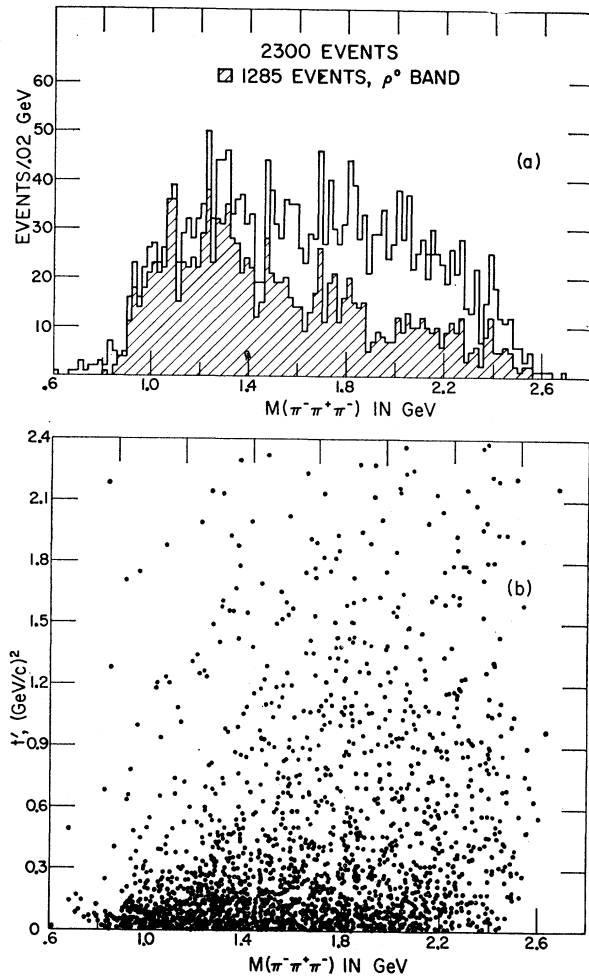 2300 EVENTS
1285 EVENTS, ρ° BAND
(a)
EVENTS/.02 GeV
60
50
40
30
20
10
.6 1.0 1.4 1.8 2.2 2.6
M(π⁻π⁺π⁻) IN GeV
(b)
t′, (GeV/c)²
2.4
2.1
1.8
1.5
1.2
0.9
0.6
0.3
0
.6 1.0 1.4 1.8 2.2 2.6
M(π⁻π⁺π⁻) IN GeV